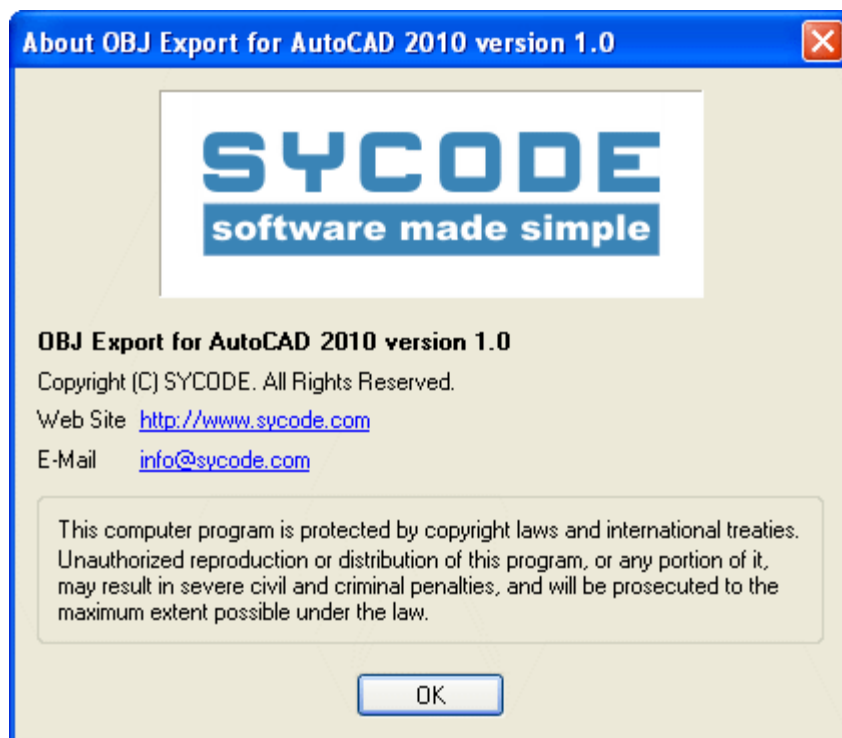 About OBJ Export for AutoCAD 2010 version 1.0
SYCODE
software made simple
OBJ Export for AutoCAD 2010 version 1.0
Copyright (C) SYCODE. All Rights Reserved.
Web Site http://www.sycode.com
E-Mail info@sycode.com
This computer program is protected by copyright laws and international treaties.
Unauthorized reproduction or distribution of this program, or any portion of it,
may result in severe civil and criminal penalties, and will be prosecuted to the
maximum extent possible under the law.
OK